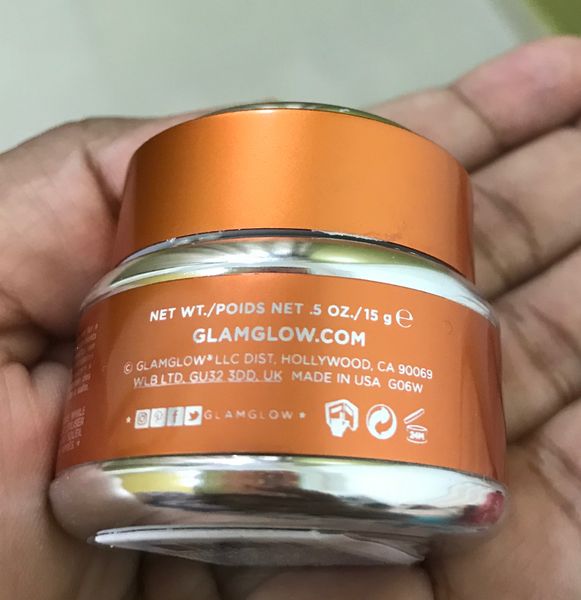 NET WT./POIDS NET .5 OZ./15 g ℮
GLAMGLOW.COM
© GLAMGLOW® LLC DIST, HOLLYWOOD, CA 90069
WLB LTD, GU32 3DD, UK MADE IN USA G06W
GLAMGLOW
24M
WHILE